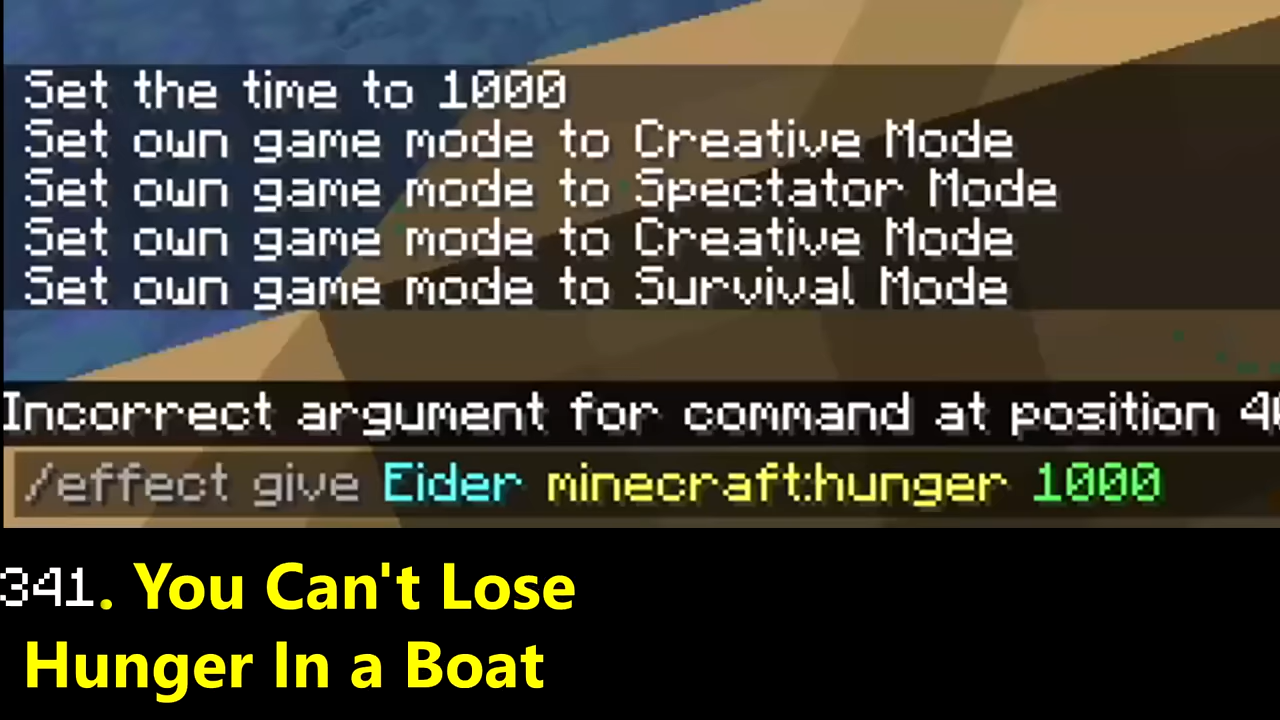 Set the time to 1000
Set own game mode to Creative Mode
Set own game mode to Spectator Mode
Set own game mode to Creative Mode
Set own game mode to Survival Mode
Incorrect argument for command at position
/effect give Eider minecraft:hunger 1000
341. You Can't Lose
Hunger In a Boat